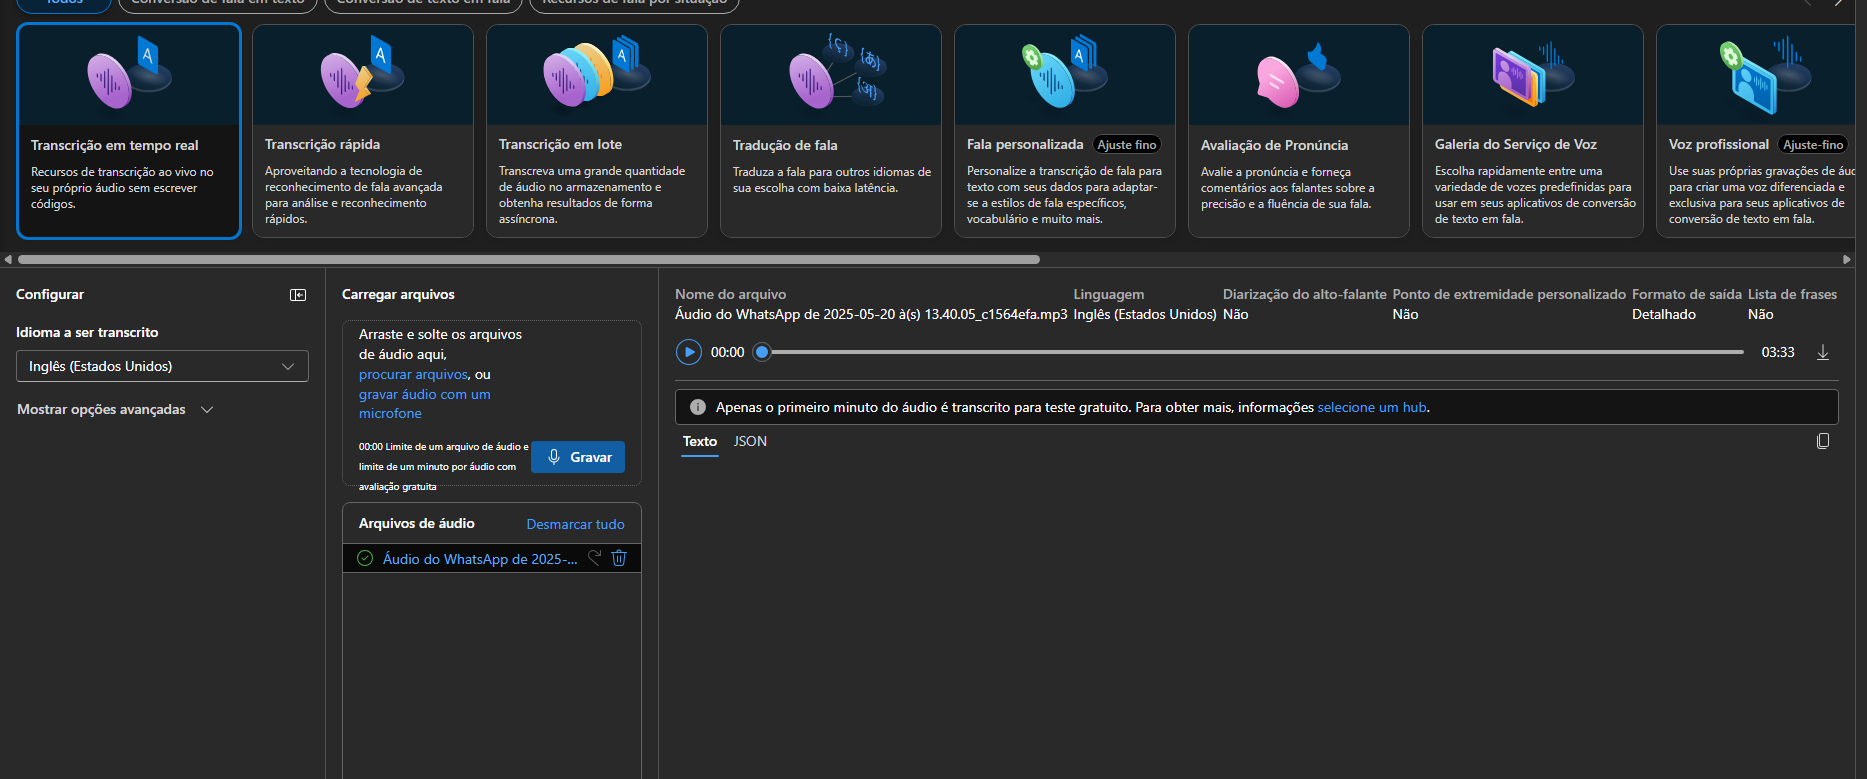 Todos
Conversão de fala em texto
Conversão de texto em fala
Recursos de fala por situação
Transcrição em tempo real
Recursos de transcrição ao vivo no
seu próprio áudio sem escrever
códigos.
Transcrição rápida
Aproveitando a tecnologia de
reconhecimento de fala avançada
para análise e reconhecimento
rápidos.
Transcrição em lote
Transcreva uma grande quantidade
de áudio no armazenamento e
obtenha resultados de forma
assíncrona.
Tradução de fala
Traduza a fala para outros idiomas de
sua escolha com baixa latência.
Fala personalizada Ajuste fino
Personalize a transcrição de fala para
texto com seus dados para adaptar-
se a estilos de fala específicos,
vocabulário e muito mais.
Avaliação de Pronúncia
Avalie a pronúncia e forneça
comentários aos falantes sobre a
precisão e a fluência de sua fala.
Galeria do Serviço de Voz
Escolha rapidamente entre uma
variedade de vozes predefinidas para
usar em seus aplicativos de conversão
de texto em fala.
Voz profissional Ajuste-fino
Use suas próprias gravações de áuc
para criar uma voz diferenciada e
exclusiva para seus aplicativos de
conversão de texto em fala.
Configurar
Idioma a ser transcrito
Inglês (Estados Unidos)
Mostrar opções avançadas
Carregar arquivos
Arraste e solte os arquivos
de áudio aqui,
procurar arquivos, ou
gravar áudio com um
microfone
00:00 Limite de um arquivo de áudio e
limite de um minuto por áudio com
avaliação gratuita
Gravar
Arquivos de áudio Desmarcar tudo
Áudio do WhatsApp de 2025-...
Nome do arquivo Linguagem Diarização do alto-falante Ponto de extremidade personalizado Formato de saída Lista de frases
Áudio do WhatsApp de 2025-05-20 à(s) 13.40.05_c1564efa.mp3 Inglês (Estados Unidos) Não Não Detalhado Não
00:00 03:33
Apenas o primeiro minuto do áudio é transcrito para teste gratuito. Para obter mais, informações selecione um hub.
Texto JSON